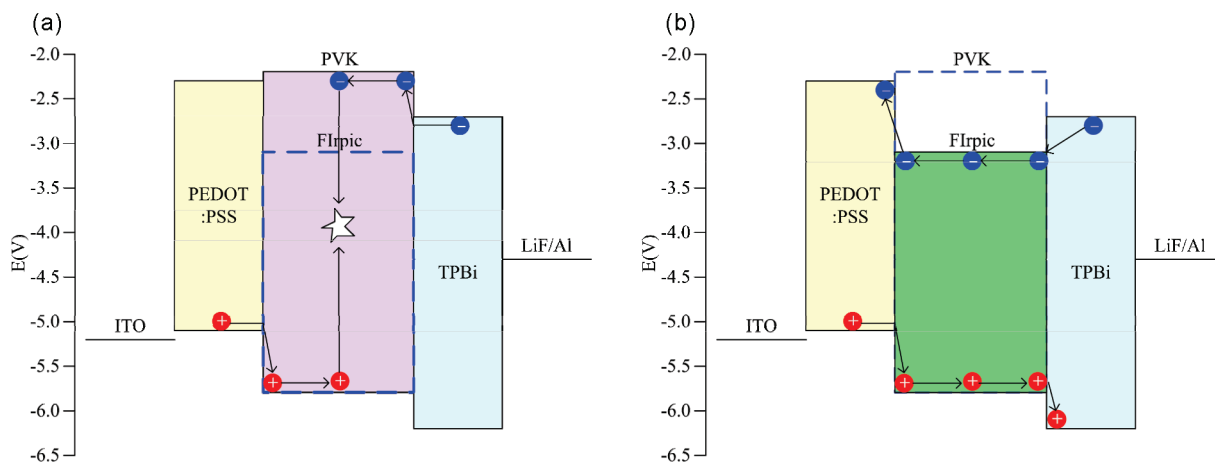 (a)
PVK
-2.0
-2.5
-3.0
-3.5
-4.0
-4.5
-5.0
-5.5
-6.0
-6.5
E(V)
FIrpic
PEDOT
:PSS
ITO
TPBi
LiF/Al
+
+
+
−
−
−
(b)
PVK
-2.0
-2.5
-3.0
-3.5
-4.0
-4.5
-5.0
-5.5
-6.0
-6.5
E(V)
FIrpic
PEDOT
:PSS
ITO
TPBi
LiF/Al
+
+
+
+
+
−
−
−
−
−